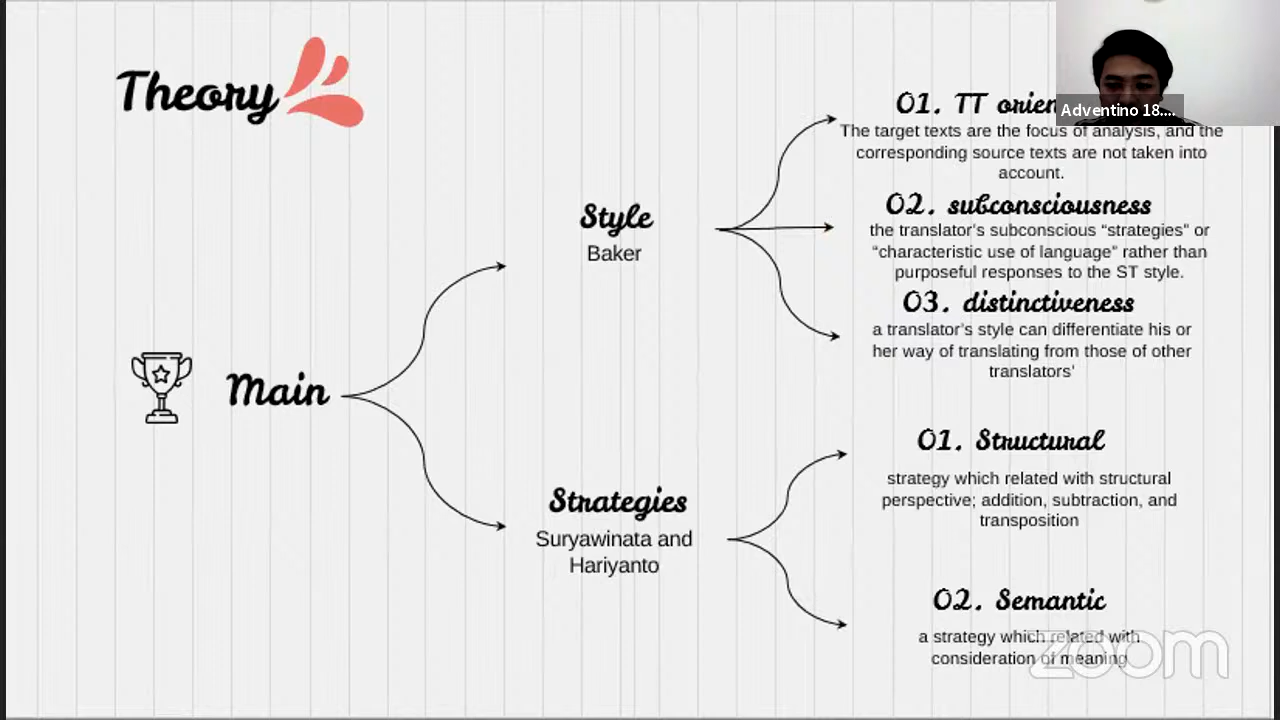 Theory
01. TT orien
Adventino 18....
The target texts are the focus of analysis, and the
corresponding source texts are not taken into
account.
Style
Baker
02. subconsciousness
the translator's subconscious “strategies” or
“characteristic use of language” rather than
purposeful responses to the ST style.
03. distinctiveness
a translator's style can differentiate his or
her way of translating from those of other
translators'
Main
Strategies
Suryawinata and
Hariyanto
01. Structural
strategy which related with structural
perspective; addition, subtraction, and
transposition
02. Semantic
a strategy which related with
consideration of meaning
zoom